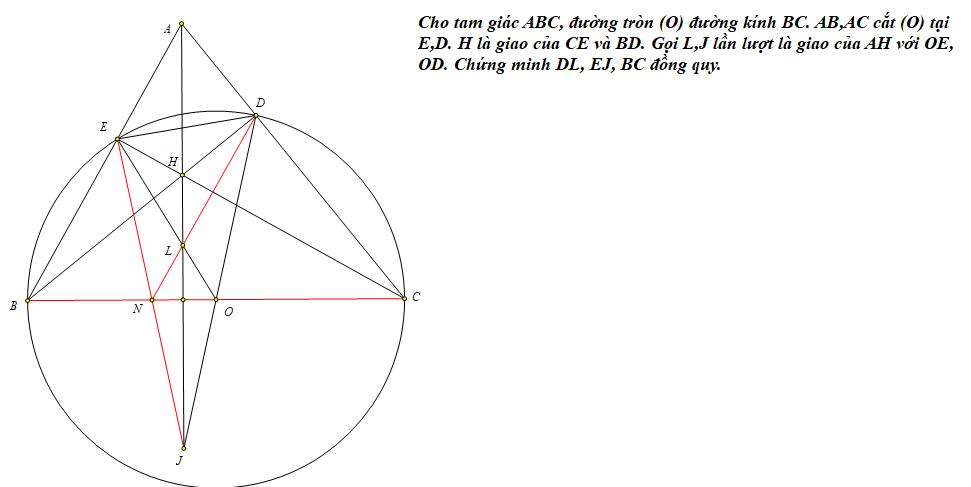 Cho tam giác ABC, đường tròn (O) đường kính BC. AB,AC cắt (O) tại
E,D. H là giao của CE và BD. Gọi L,J lần lượt là giao của AH với OE,
OD. Chứng minh DL, EJ, BC đồng quy.
A
D
E
H
L
B
N
O
C
J